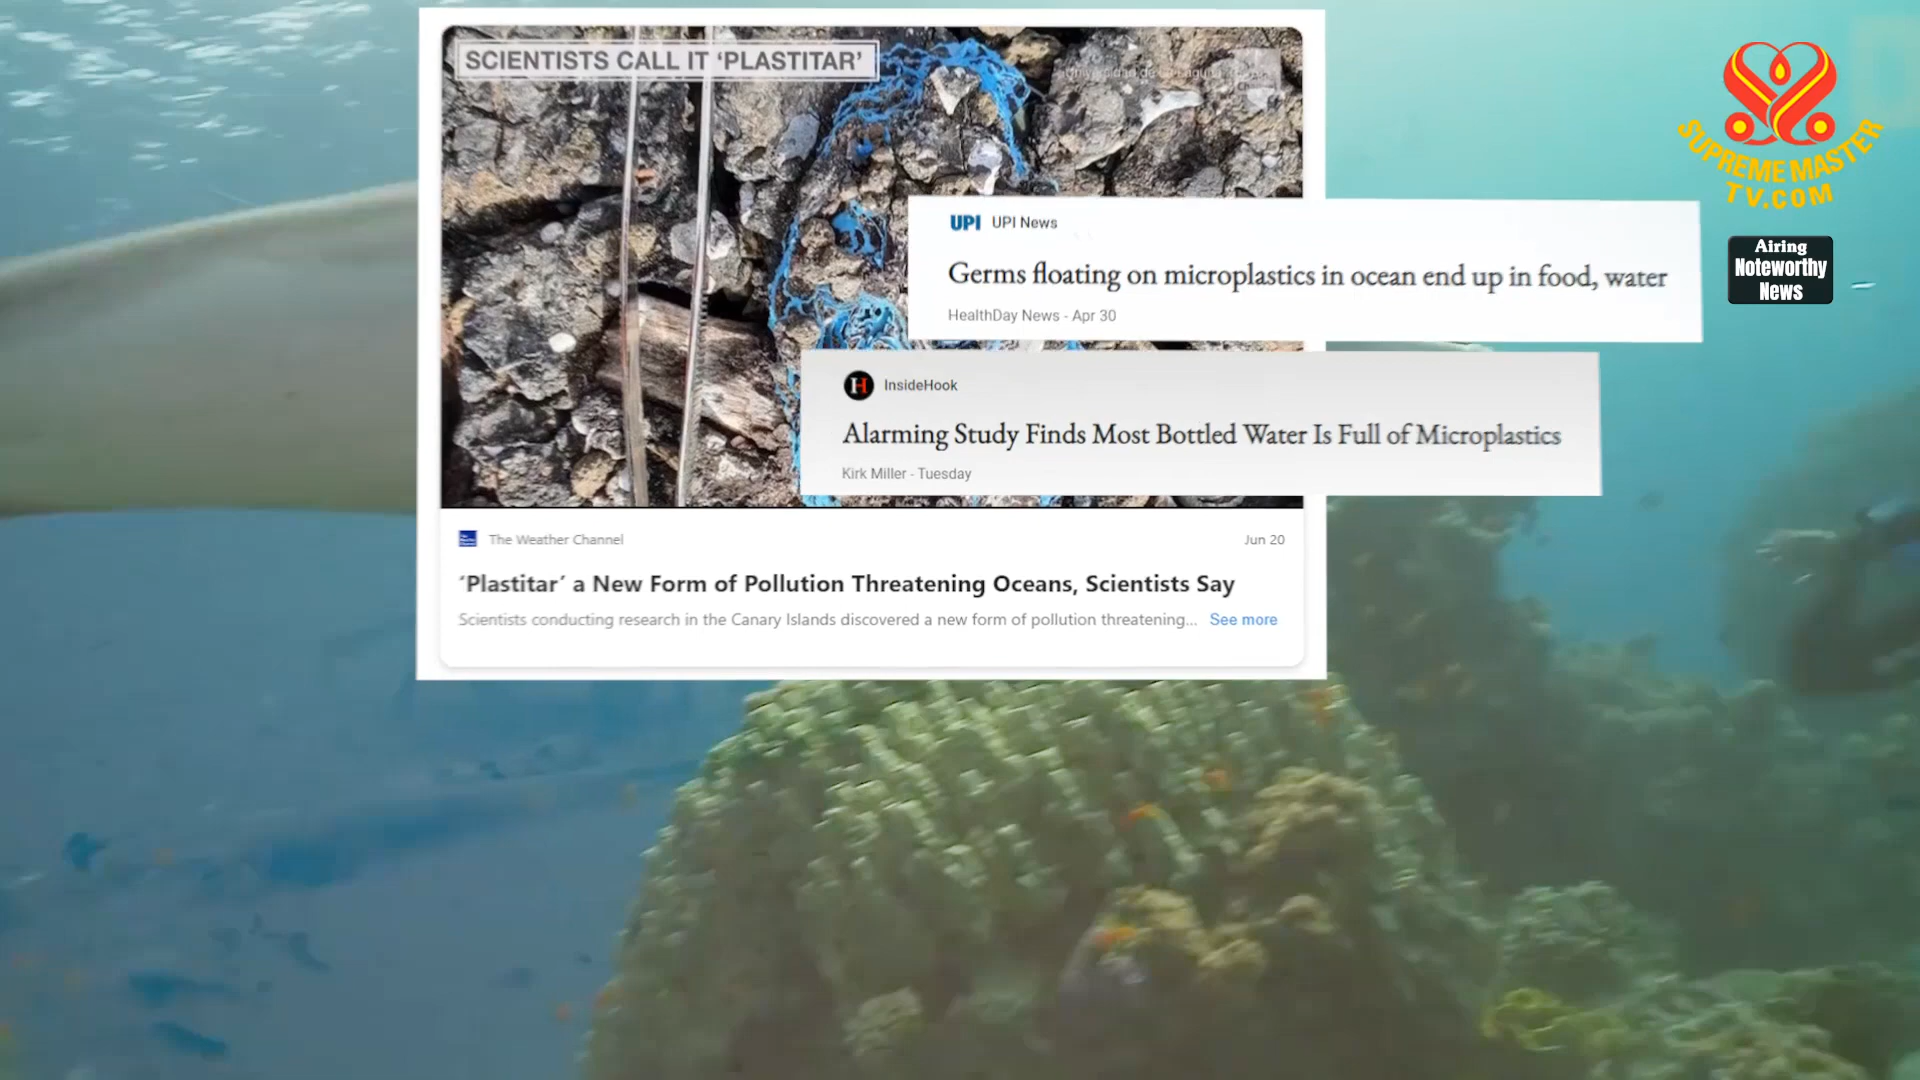 SCIENTISTS CALL IT ‘PLASTITAR’
SUPREME MASTER
TV.COM
Airing
Noteworthy
News
UPI UPI News
Germs floating on microplastics in ocean end up in food, water
HealthDay News - Apr 30
H InsideHook
Alarming Study Finds Most Bottled Water Is Full of Microplastics
Kirk Miller - Tuesday
The Weather Channel
Jun 20
‘Plastitar’ a New Form of Pollution Threatening Oceans, Scientists Say
Scientists conducting research in the Canary Islands discovered a new form of pollution threatening... See more